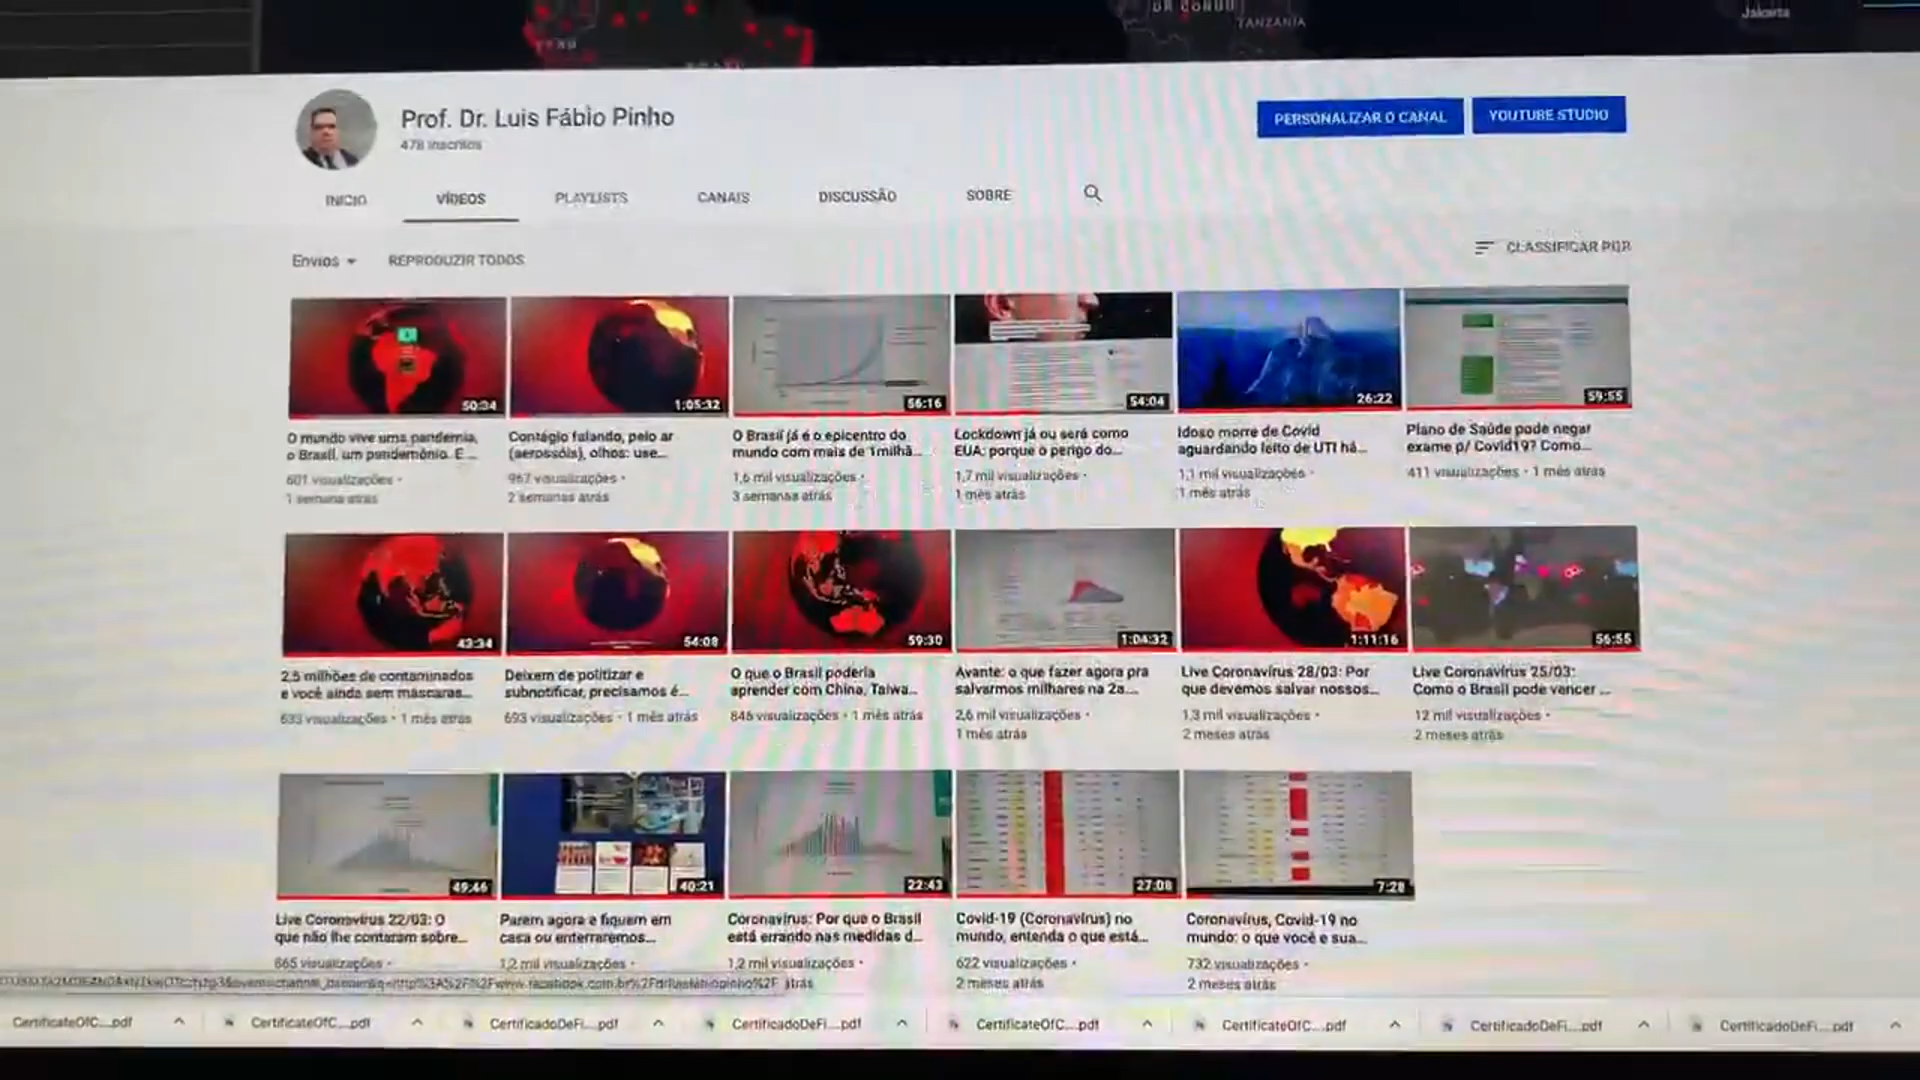 PERU
DR CONGO
TANZANIA
Jakarta
Prof. Dr. Luis Fábio Pinho
478 inscritos
PERSONALIZAR O CANAL
YOUTUBE STUDIO
INÍCIO
VÍDEOS
PLAYLISTS
CANAIS
DISCUSSÃO
SOBRE
Envios
REPRODUZIR TODOS
CLASSIFICAR POR
50:34
1:05:32
56:16
54:04
26:22
59:55
O mundo vive uma pandemia,
o Brasil, um pandemônio. E ...
601 visualizações •
1 semana atrás
Contágio falando, pelo ar
(aerossóis), olhos: use...
967 visualizações •
2 semanas atrás
O Brasil já é o epicentro do
mundo com mais de 1milhã...
1,6 mil visualizações •
3 semanas atrás
Lockdown já ou será como
EUA: porque o perigo do...
1,7 mil visualizações •
1 mês atrás
Idoso morre de Covid
aguardando leito de UTI há...
1,1 mil visualizações •
1 mês atrás
Plano de Saúde pode negar
exame p/ Covid19? Como...
411 visualizações • 1 mês atrás
43:34
54:08
59:30
1:04:32
1:11:16
56:55
2,5 milhões de contaminados
e você ainda sem máscaras...
633 visualizações • 1 mês atrás
Deixem de politizar e
subnotificar, precisamos é...
693 visualizações • 1 mês atrás
O que o Brasil poderia
aprender com China, Taiwa...
846 visualizações • 1 mês atrás
Avante: o que fazer agora pra
salvarmos milhares na 2a...
2,6 mil visualizações •
1 mês atrás
Live Coronavírus 28/03: Por
que devemos salvar nossos...
1,3 mil visualizações •
2 meses atrás
Live Coronavírus 25/03:
Como o Brasil pode vencer ...
12 mil visualizações •
2 meses atrás
49:46
40:21
22:43
27:08
7:28
Live Coronavírus 22/03: O
que não lhe contaram sobre...
665 visualizações •
Parem agora e fiquem em
casa ou enterraremos...
1,2 mil visualizações •
Coronavírus: Por que o Brasil
está errando nas medidas d...
1,2 mil visualizações •
atrás
Covid-19 (Coronavírus) no
mundo, entenda o que está...
622 visualizações •
2 meses atrás
Coronavírus, Covid-19 no
mundo: o que você e sua...
732 visualizações •
2 meses atrás
CertificateOfC....pdf
CertificateOfC....pdf
CertificadoDeFi....pdf
CertificadoDeFi....pdf
CertificateOfC....pdf
CertificateOfC....pdf
CertificadoDeFi....pdf
CertificadoDeFi....pdf